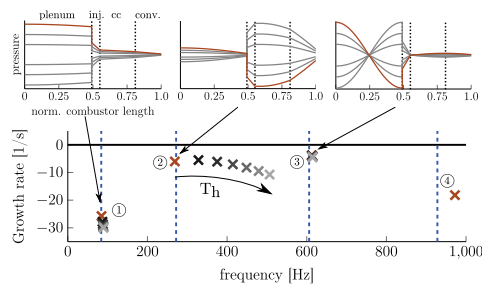 plenum inj. cc conv.
pressure
0 0.25 0.5 0.75 1.0
0 0.25 0.5 0.75 1.0
0 0.25 0.5 0.75 1.0
norm. combustor length
Growth rate [1/s]
0
−10
−20
−30
1
2
3
4
Th
0 200 400 600 800 1,000
frequency [Hz]